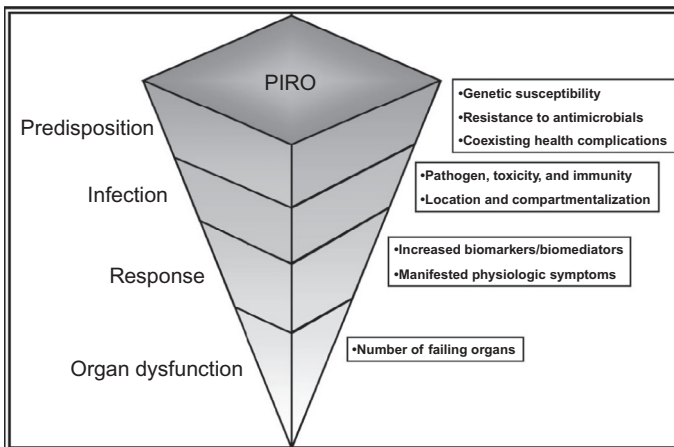 PIRO
Predisposition
•Genetic susceptibility
•Resistance to antimicrobials
•Coexisting health complications
Infection
•Pathogen, toxicity, and immunity
•Location and compartmentalization
Response
•Increased biomarkers/biomediators
•Manifested physiologic symptoms
Organ dysfunction
•Number of failing organs